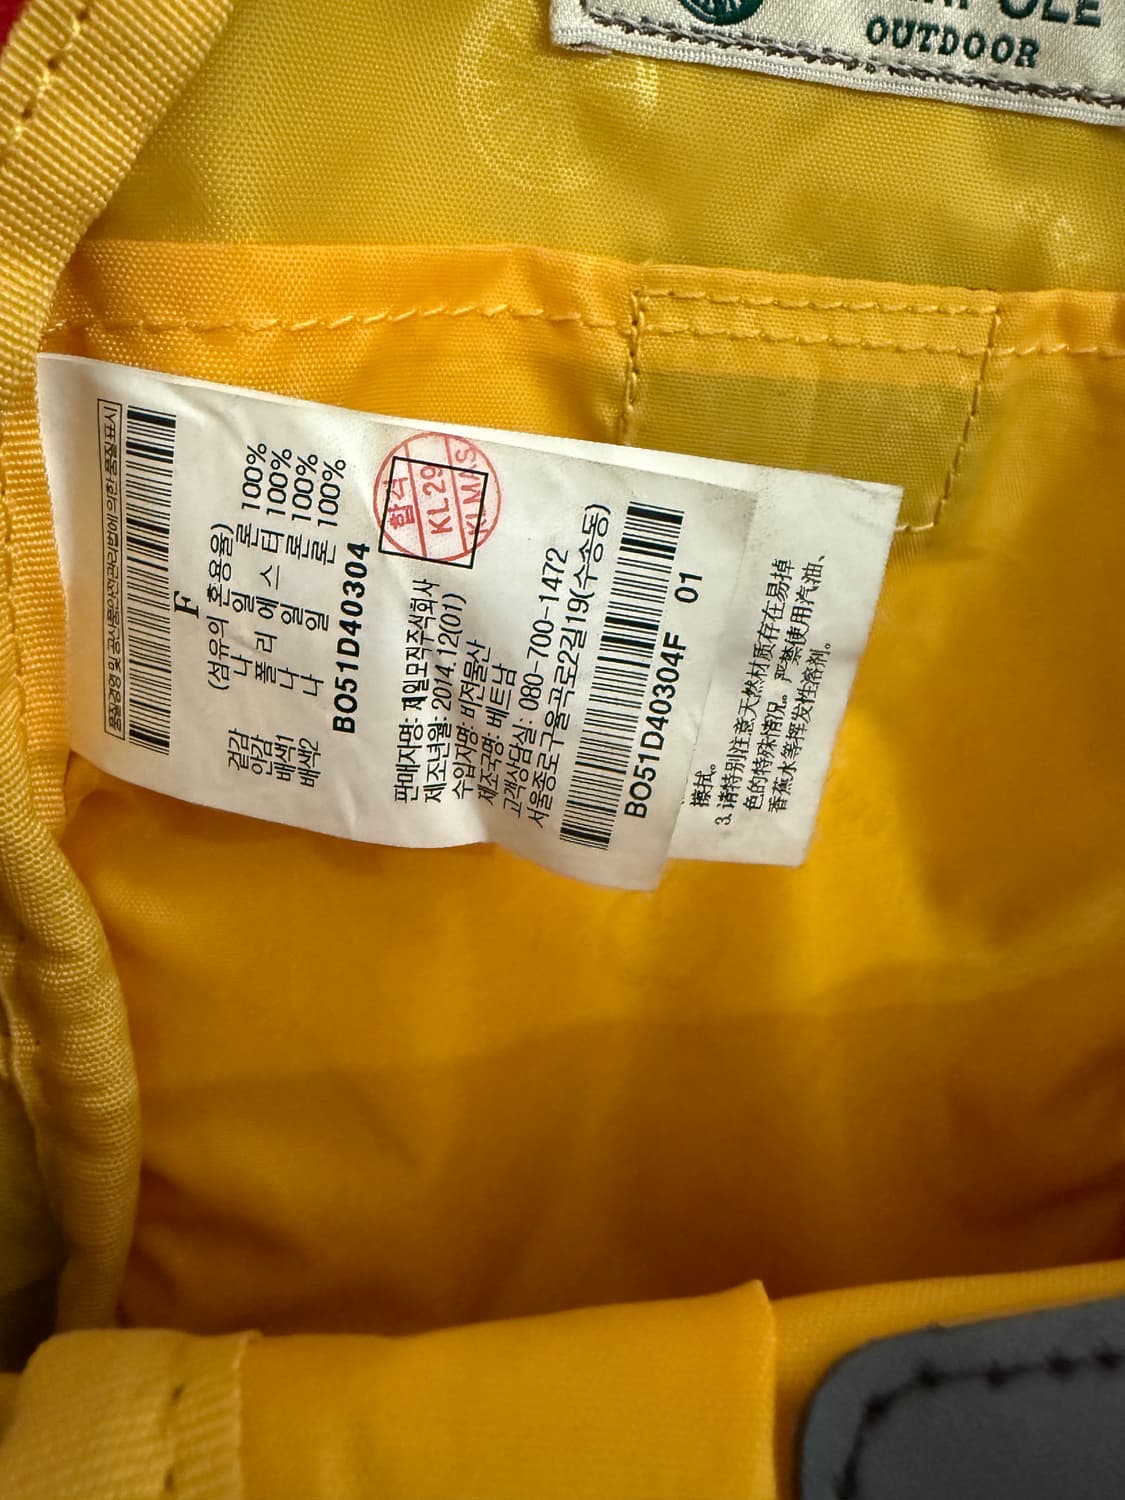 OLE
OUTDOOR
품질경영 및 공산품안전관리법에 의한 품질표시
F
(섬유의 혼용율)
겉감 나 일 론 100%
안감 폴 리 에 스 터 100%
배색1 나 일 론 100%
배색2 나 일 론 100%
BO51D40304
합격
KL29
KLMAS
판매자명: 제일모직주식회사
제조년월: 2014.12(01)
수입자명: 비전물산
제조국명: 베트남
고객상담실: 080-700-1472
서울종로구율곡로2길19(수송동)
BO51D40304F 01
擦拭。
3. 请特别注意天然材质存在易掉
色的特殊情况。严禁使用汽油、
香蕉水等挥发性溶剂。